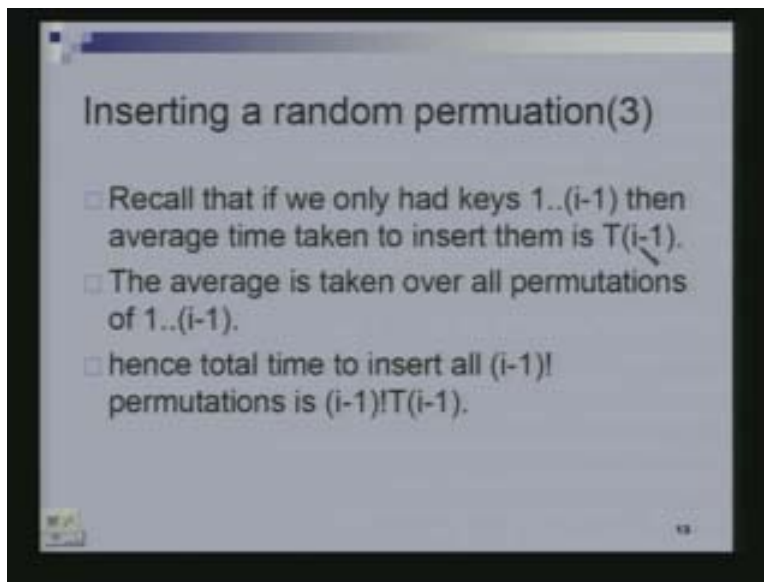 Inserting a random permuation(3)
Recall that if we only had keys 1..(i-1) then
average time taken to insert them is T(i-1).
The average is taken over all permutations
of 1..(i-1).
hence total time to insert all (i-1)!
permutations is (i-1)!T(i-1).
13